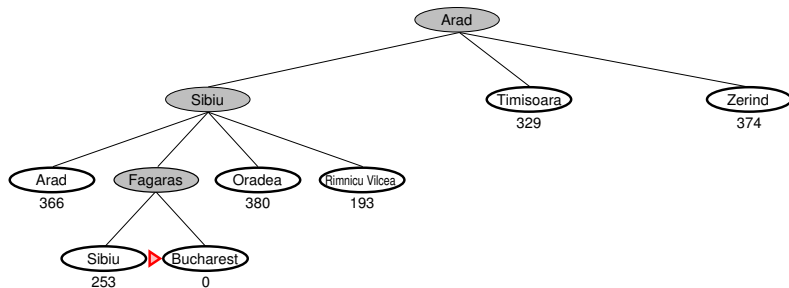 Arad
Sibiu Timisoara Zerind
329 374
Arad Fagaras Oradea Rimnicu Vilcea
366 380 193
Sibiu Bucharest
253 0